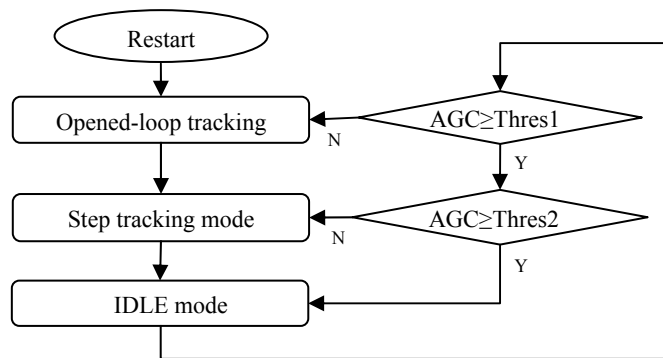 Restart
Opened-loop tracking
N
AGC≥Thres1
Y
Step tracking mode
N
AGC≥Thres2
Y
IDLE mode